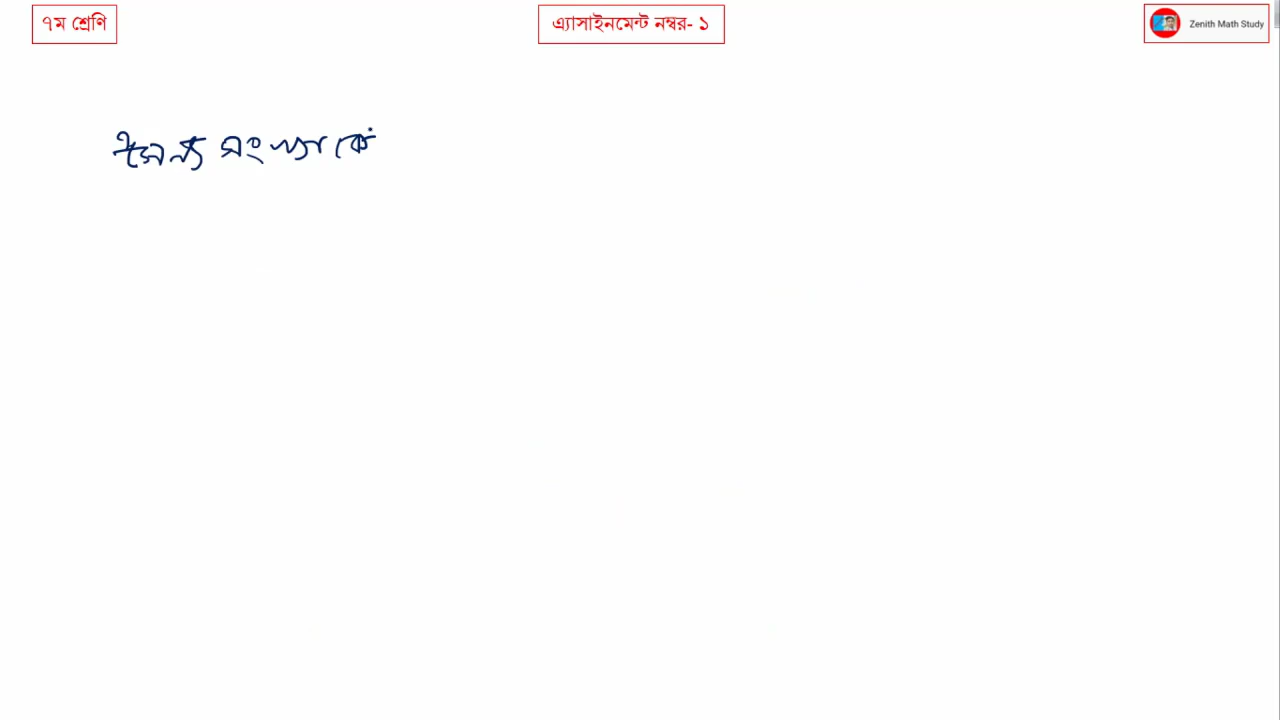 ৭ম শ্রেণি
এ্যাসাইনমেন্ট নম্বর- ১
Zenith Math Study
সৈন্য সংখ্যাকে